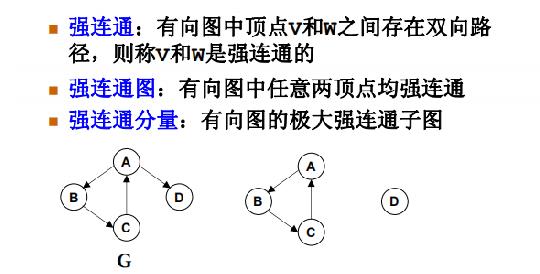 强连通：有向图中顶点v和w之间存在双向路
径，则称v和w是强连通的
强连通图：有向图中任意两顶点均强连通
强连通分量：有向图的极大强连通子图
A
B
D
C
G
A
B
D
C